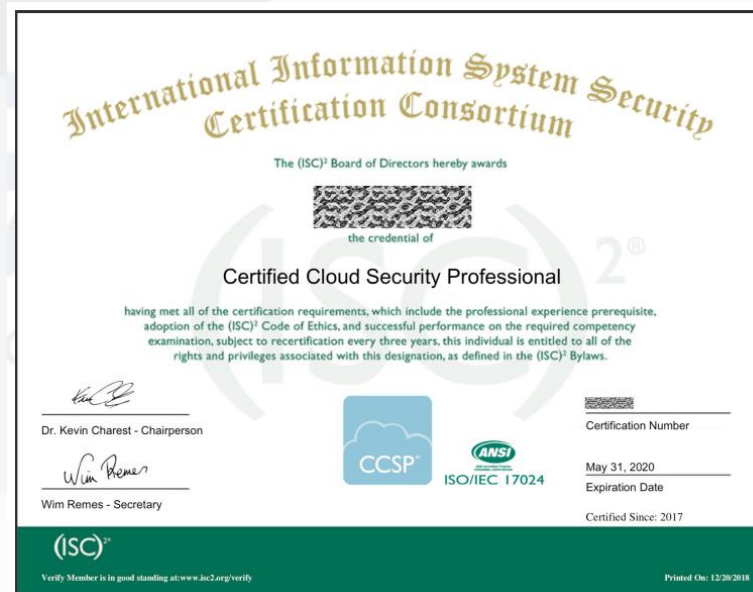 International Information System Security
Certification Consortium
The (ISC)² Board of Directors hereby awards
the credential of
Certified Cloud Security Professional
having met all of the certification requirements, which include the professional experience prerequisite,
adoption of the (ISC)² Code of Ethics, and successful performance on the required competency
examination, subject to recertification every three years, this individual is entitled to all of the
rights and privileges associated with this designation, as defined in the (ISC)² Bylaws.
Dr. Kevin Charest - Chairperson
Wim Remes
Wim Remes - Secretary
CCSP
ANSI
ISO/IEC 17024
Certification Number
May 31, 2020
Expiration Date
Certified Since: 2017
(ISC)²
Verify Member is in good standing at:www.isc2.org/verify
Printed On: 12/20/2018
(ISC)²®